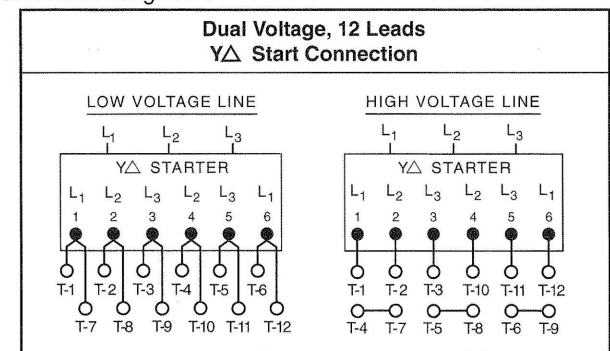 Dual Voltage, 12 Leads
Y△ Start Connection
LOW VOLTAGE LINE
L1 L2 L3
Y△ STARTER
L1 L2 L3 L2 L3 L1
1 2 3 4 5 6
T-1 T-2 T-3 T-4 T-5 T-6
T-7 T-8 T-9 T-10 T-11 T-12
HIGH VOLTAGE LINE
L1 L2 L3
Y△ STARTER
L1 L2 L3 L2 L3 L1
1 2 3 4 5 6
T-1 T-2 T-3 T-10 T-11 T-12
T-4 T-7 T-5 T-8 T-6 T-9